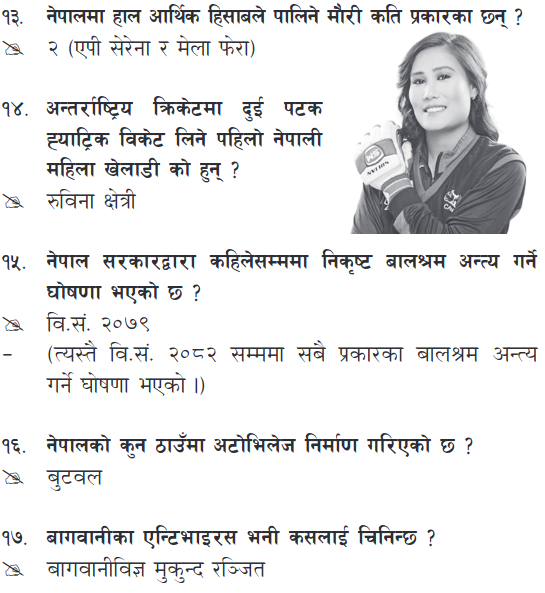 १३. नेपालमा हाल आर्थिक हिसाबले पालिने मौरी कति प्रकारका छन् ?
२ (एपी सेरेना र मेला फेरा)
१४. अन्तर्राष्ट्रिय क्रिकेटमा दुई पटक
ह्याट्रिक विकेट लिने पहिलो नेपाली
महिला खेलाडी को हुन् ?
रुविना क्षेत्री
१५. नेपाल सरकारद्वारा कहिलेसम्ममा निकृष्ट बालश्रम अन्त्य गर्ने
घोषणा भएको छ ?
वि.सं. २०७९
– (त्यस्तै वि.सं. २०८२ सम्ममा सबै प्रकारका बालश्रम अन्त्य
गर्ने घोषणा भएको ।)
१६. नेपालको कुन ठाउँमा अटोभिलेज निर्माण गरिएको छ ?
बुटवल
१७. बागवानीका एन्टिभाइरस भनी कसलाई चिनिन्छ ?
बागवानीविज्ञ मुकुन्द रञ्जित